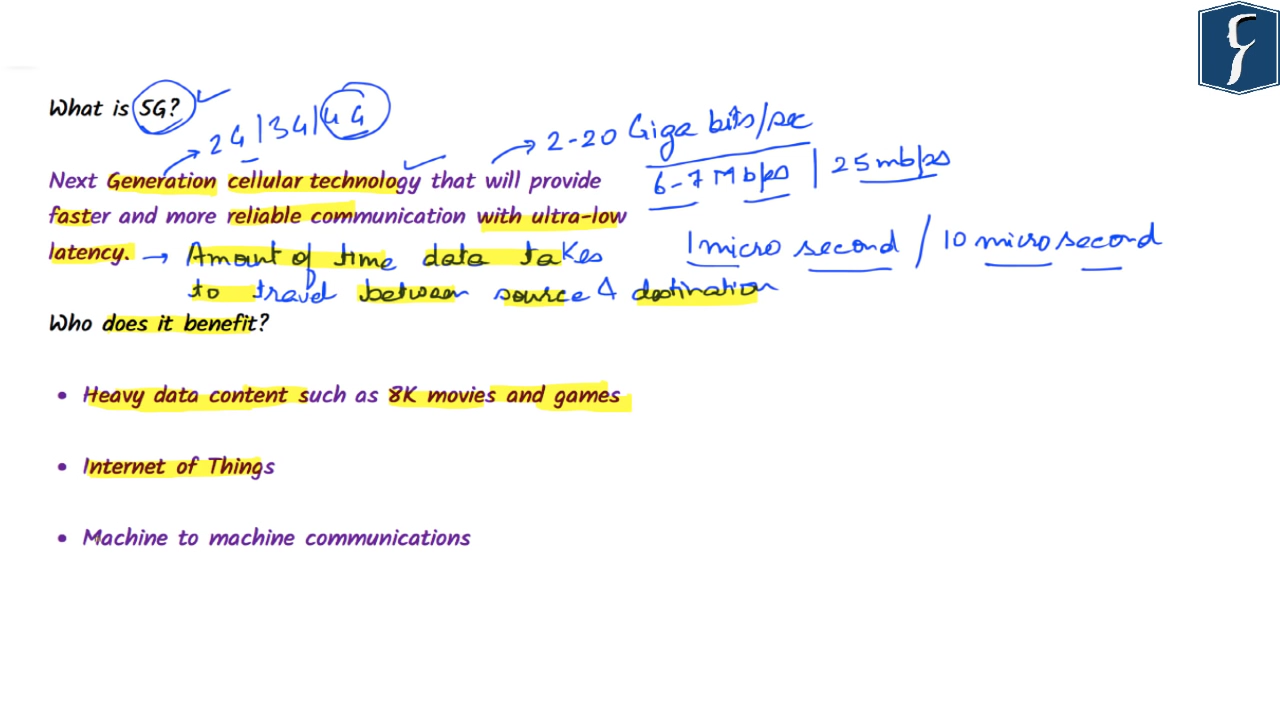 What is 5G?
2G|3G|4G
2-20 Giga bits/sec
6-7 Mbps | 25 mbps
Next Generation cellular technology that will provide
faster and more reliable communication with ultra-low
latency. → Amount of time data takes
to travel between source & destination
1 micro second / 10 micro second
Who does it benefit?
• Heavy data content such as 8K movies and games
• Internet of Things
• Machine to machine communications